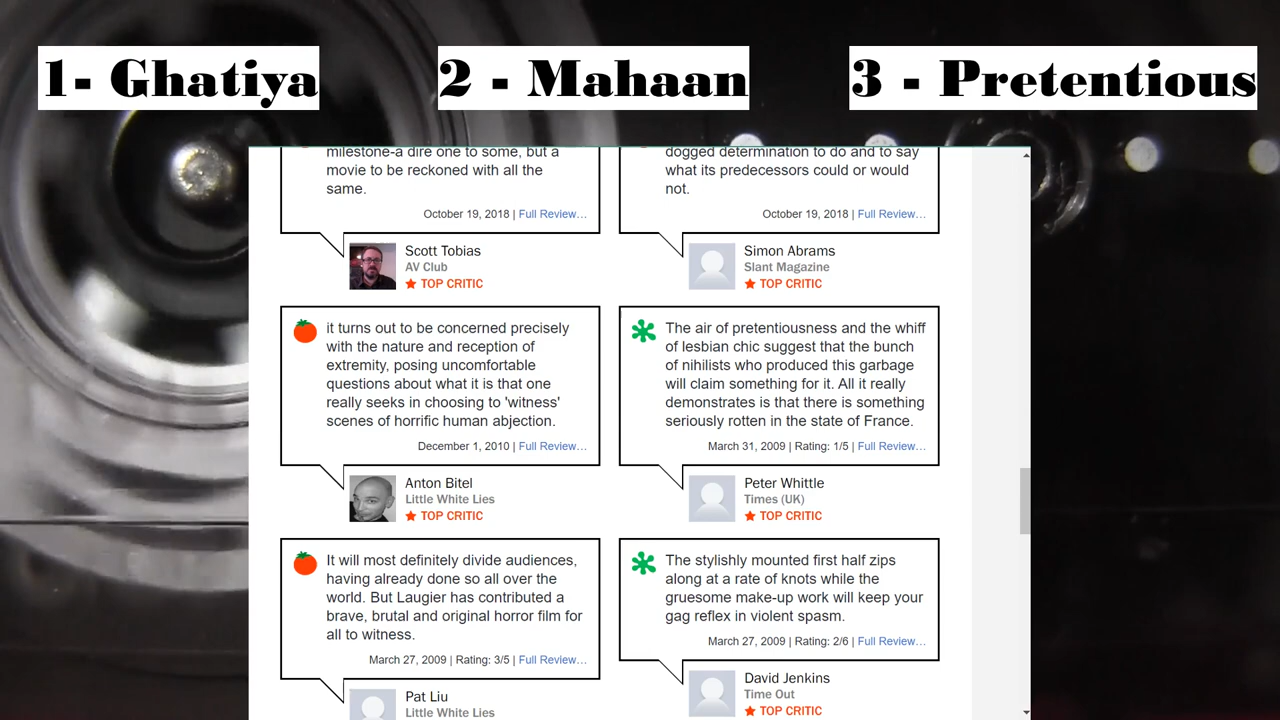 1- Ghatiya
2 - Mahaan
3 - Pretentious
milestone-a dire one to some, but a
movie to be reckoned with all the
same.
October 19, 2018 | Full Review…
Scott Tobias
AV Club
TOP CRITIC
dogged determination to do and to say
what its predecessors could or would
not.
October 19, 2018 | Full Review…
Simon Abrams
Slant Magazine
TOP CRITIC
it turns out to be concerned precisely
with the nature and reception of
extremity, posing uncomfortable
questions about what it is that one
really seeks in choosing to 'witness'
scenes of horrific human abjection.
December 1, 2010 | Full Review…
Anton Bitel
Little White Lies
TOP CRITIC
The air of pretentiousness and the whiff
of lesbian chic suggest that the bunch
of nihilists who produced this garbage
will claim something for it. All it really
demonstrates is that there is something
seriously rotten in the state of France.
March 31, 2009 | Rating: 1/5 | Full Review…
Peter Whittle
Times (UK)
TOP CRITIC
It will most definitely divide audiences,
having already done so all over the
world. But Laugier has contributed a
brave, brutal and original horror film for
all to witness.
March 27, 2009 | Rating: 3/5 | Full Review…
Pat Liu
Little White Lies
The stylishly mounted first half zips
along at a rate of knots while the
gruesome make-up work will keep your
gag reflex in violent spasm.
March 27, 2009 | Rating: 2/6 | Full Review…
David Jenkins
Time Out
TOP CRITIC